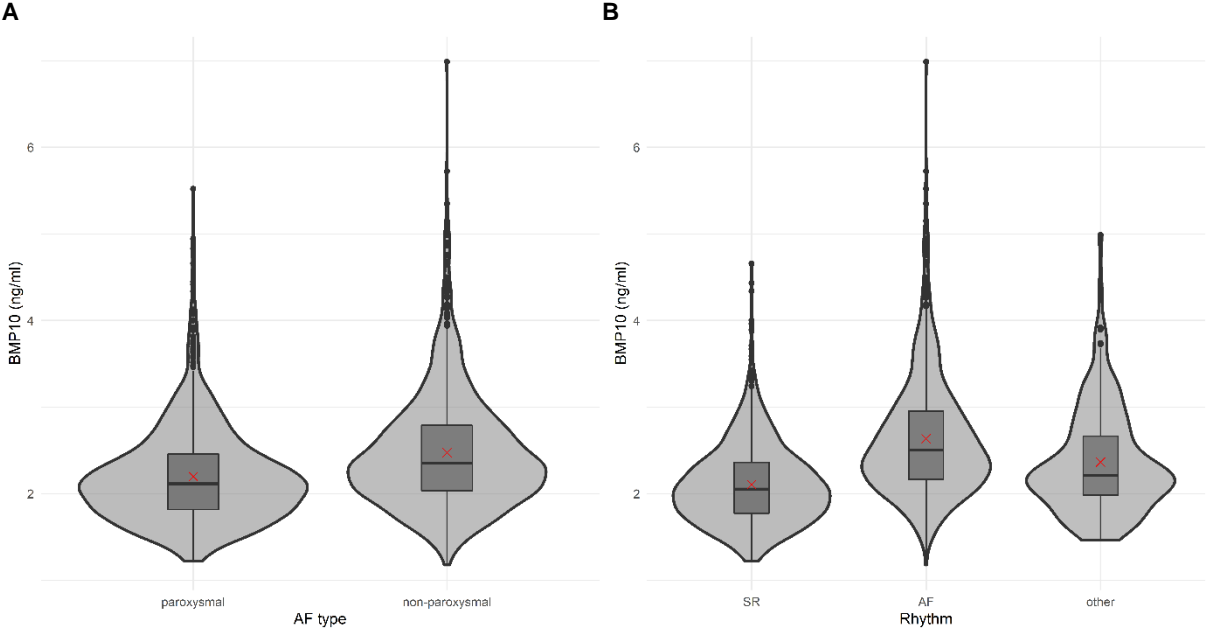 A
BMP10 (ng/ml)
6
4
2
paroxysmal
non-paroxysmal
AF type
B
BMP10 (ng/ml)
6
4
2
SR
AF
other
Rhythm